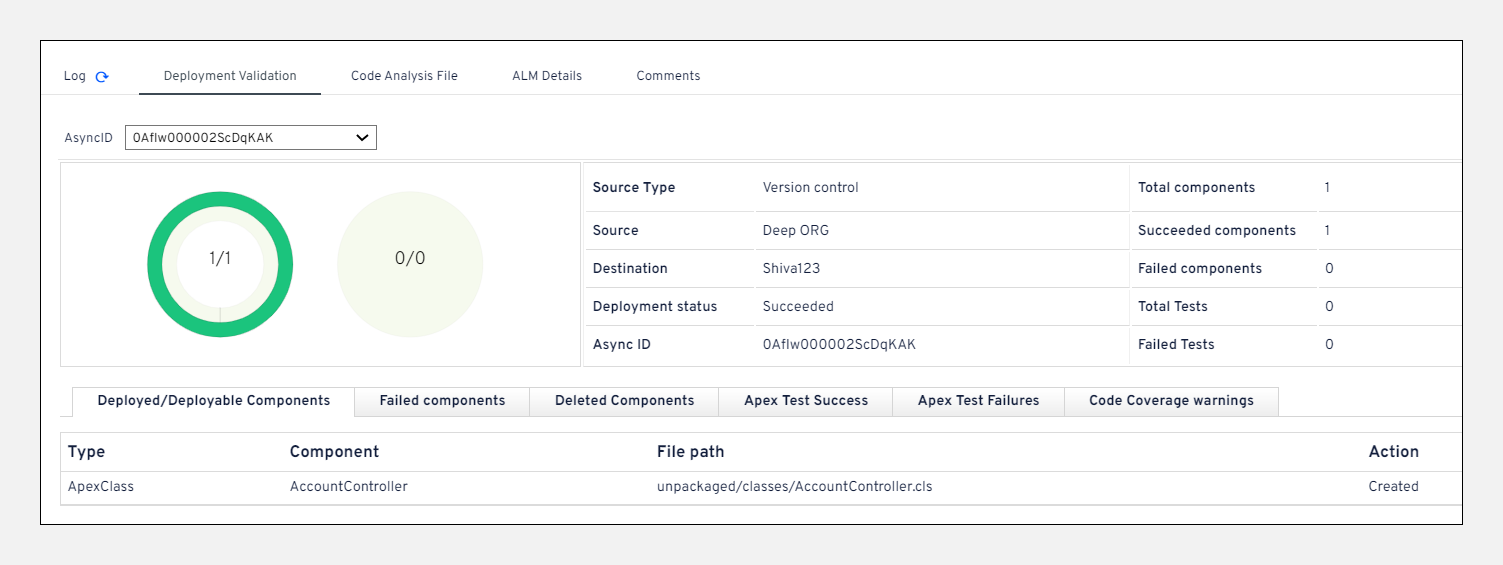 Log Deployment Validation Code Analysis File ALM Details Comments
AsyncID 0AfIw000002ScDqKAK
1/1 0/0
Source Type Version control Total components 1
Source Deep ORG Succeeded components 1
Destination Shiva123 Failed components 0
Deployment status Succeeded Total Tests 0
Async ID 0AfIw000002ScDqKAK Failed Tests 0
Deployed/Deployable Components Failed components Deleted Components Apex Test Success Apex Test Failures Code Coverage warnings
Type Component File path Action
ApexClass AccountController unpackaged/classes/AccountController.cls Created